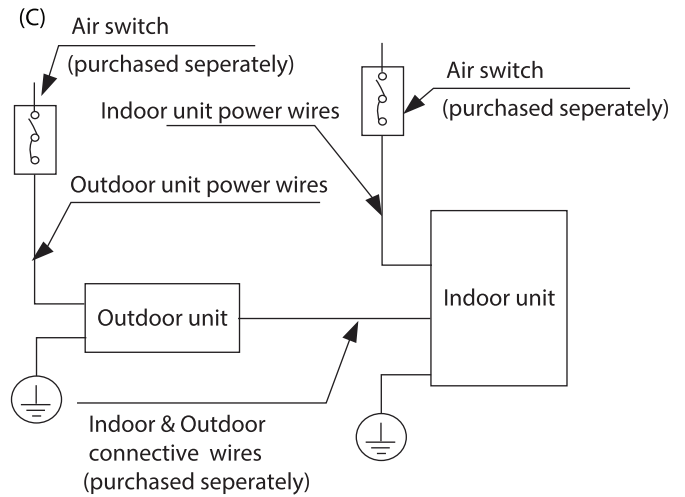 (C)
Air switch
(purchased seperately)
Air switch
(purchased seperately)
Indoor unit power wires
Outdoor unit power wires
Indoor unit
Outdoor unit
Indoor & Outdoor
connective wires
(purchased seperately)